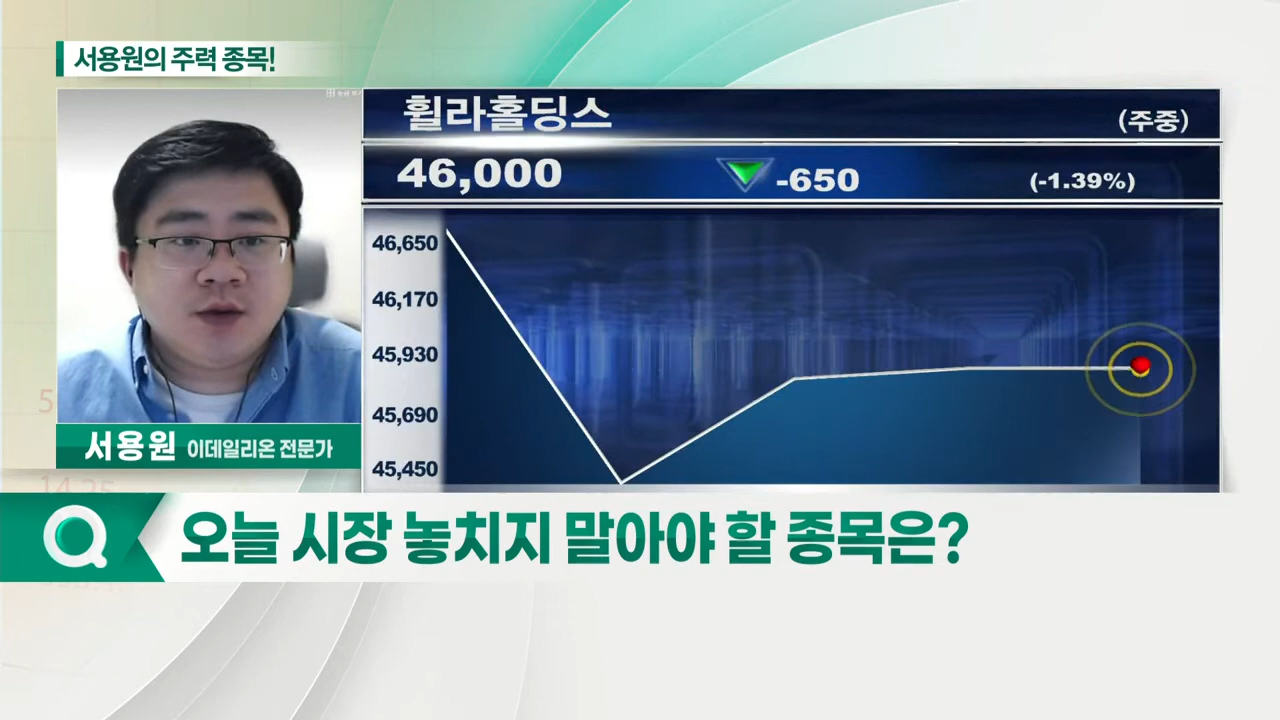 서용원의 주력 종목!
휠라홀딩스 (주중)
46,000 -650 (-1.39%)
46,650
46,170
45,930
45,690
45,450
서용원 이데일리온 전문가
오늘 시장 놓치지 말아야 할 종목은?